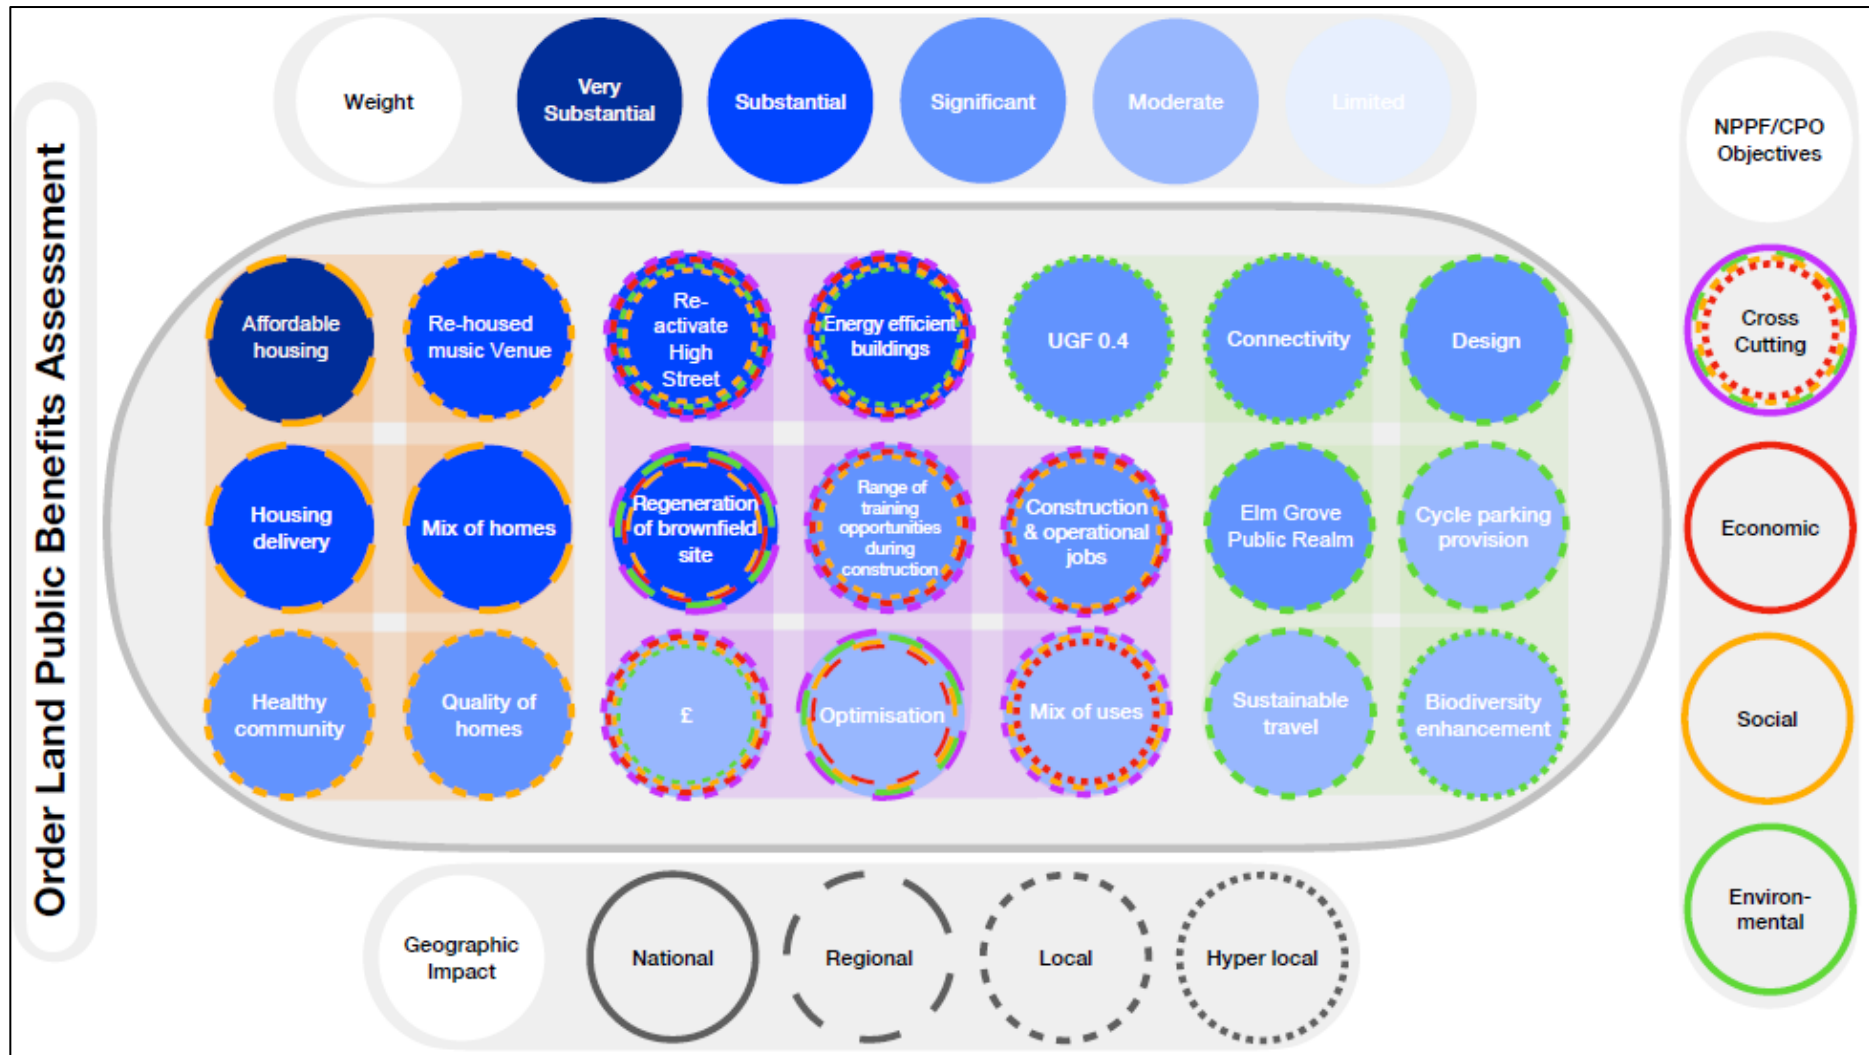 Order Land Public Benefits Assessment
Weight
Very
Substantial
Substantial
Significant
Moderate
Limited
NPPF/CPO
Objectives
Cross
Cutting
Economic
Social
Environ-
mental
Affordable
housing
Re-housed
music Venue
Re-
activate
High
Street
Energy efficient
buildings
UGF 0.4
Connectivity
Design
Housing
delivery
Mix of homes
Regeneration
of brownfield
site
Range of
training
opportunities
during
construction
Construction
& operational
jobs
Elm Grove
Public Realm
Cycle parking
provision
Healthy
community
Quality of
homes
£
Optimisation
Mix of uses
Sustainable
travel
Biodiversity
enhancement
Geographic
Impact
National
Regional
Local
Hyper local